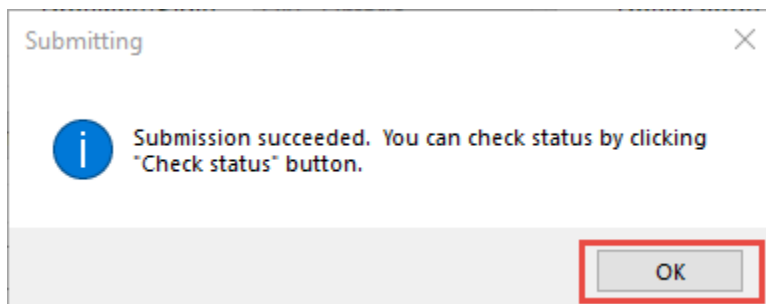 Submitting
Submission succeeded.  You can check status by clicking
"Check status" button.
OK